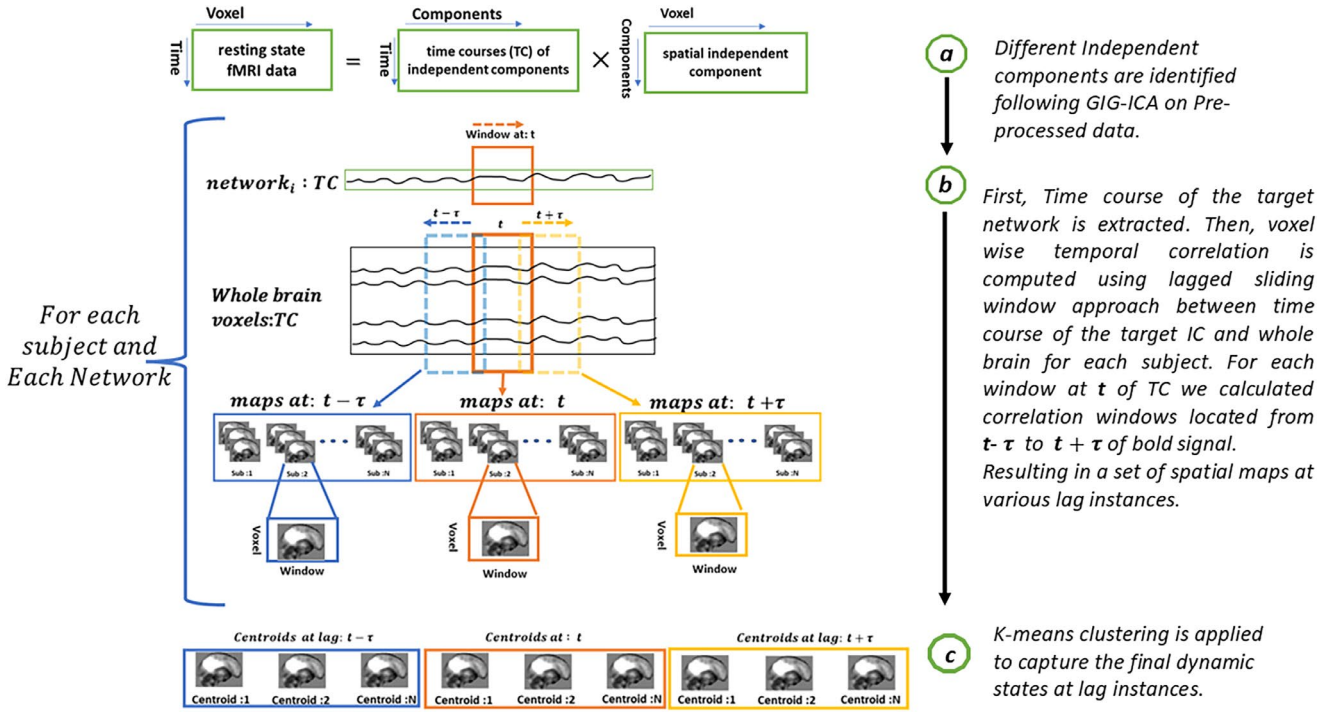 Voxel
Time
resting state
fMRI data
=
Components
time courses (TC) of
independent components
×
Voxel
Components
spatial independent
component
a
Different Independent
components are identified
following GIG-ICA on Pre-
processed data.
For each
subject and
Each Network
Window at: t
network_i : TC
t − τ
t
t + τ
Whole brain
voxels:TC
maps at: t − τ
maps at: t
maps at: t +τ
Sub :1
Sub :2
Sub :N
Sub :1
Sub :2
Sub :N
Sub :1
Sub :2
Sub :N
Voxel
Window
Voxel
Window
Voxel
Window
b
First, Time course of the target
network is extracted. Then, voxel
wise temporal correlation is
computed using lagged sliding
window approach between time
course of the target IC and whole
brain for each subject. For each
window at t of TC we calculated
correlation windows located from
t- τ to t + τ of bold signal.
Resulting in a set of spatial maps at
various lag instances.
Centroids at lag: t − τ
Centroid :1
Centroid :2
Centroid :N
Centroids at : t
Centroid :1
Centroid :2
Centroid :N
Centroids at lag: t + τ
Centroid :1
Centroid :2
Centroid :N
c
K-means clustering is applied
to capture the final dynamic
states at lag instances.